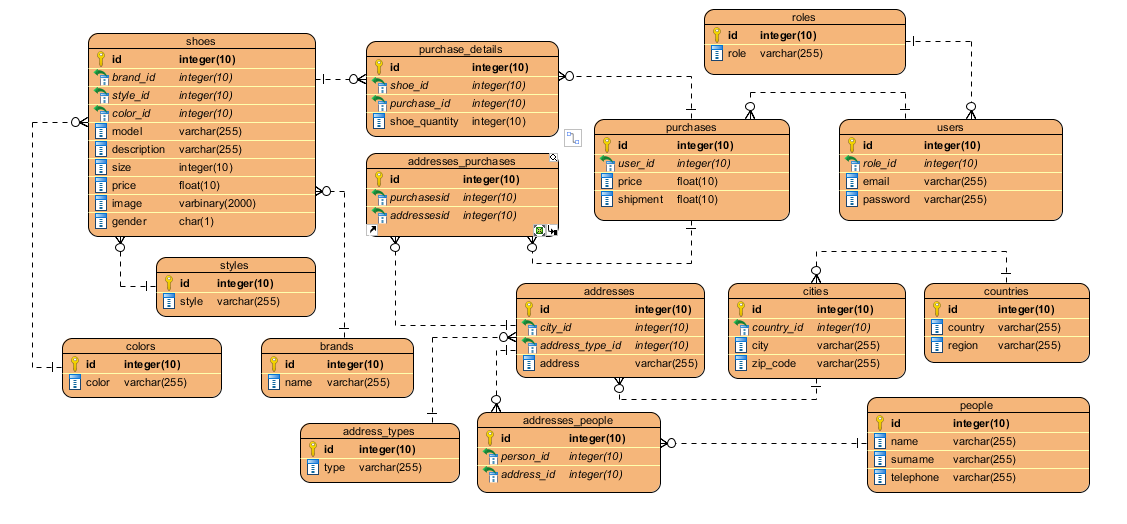 shoes
id integer(10)
brand_id integer(10)
style_id integer(10)
color_id integer(10)
model varchar(255)
description varchar(255)
size integer(10)
price float(10)
image varbinary(2000)
gender char(1)
purchase_details
id integer(10)
shoe_id integer(10)
purchase_id integer(10)
shoe_quantity integer(10)
roles
id integer(10)
role varchar(255)
addresses_purchases
id integer(10)
purchasesid integer(10)
addressesid integer(10)
purchases
id integer(10)
user_id integer(10)
price float(10)
shipment float(10)
users
id integer(10)
role_id integer(10)
email varchar(255)
password varchar(255)
styles
id integer(10)
style varchar(255)
addresses
id integer(10)
city_id integer(10)
address_type_id integer(10)
address varchar(255)
cities
id integer(10)
country_id integer(10)
city varchar(255)
zip_code varchar(255)
countries
id integer(10)
country varchar(255)
region varchar(255)
colors
id integer(10)
color varchar(255)
brands
id integer(10)
name varchar(255)
address_types
id integer(10)
type varchar(255)
addresses_people
id integer(10)
person_id integer(10)
address_id integer(10)
people
id integer(10)
name varchar(255)
surname varchar(255)
telephone varchar(255)